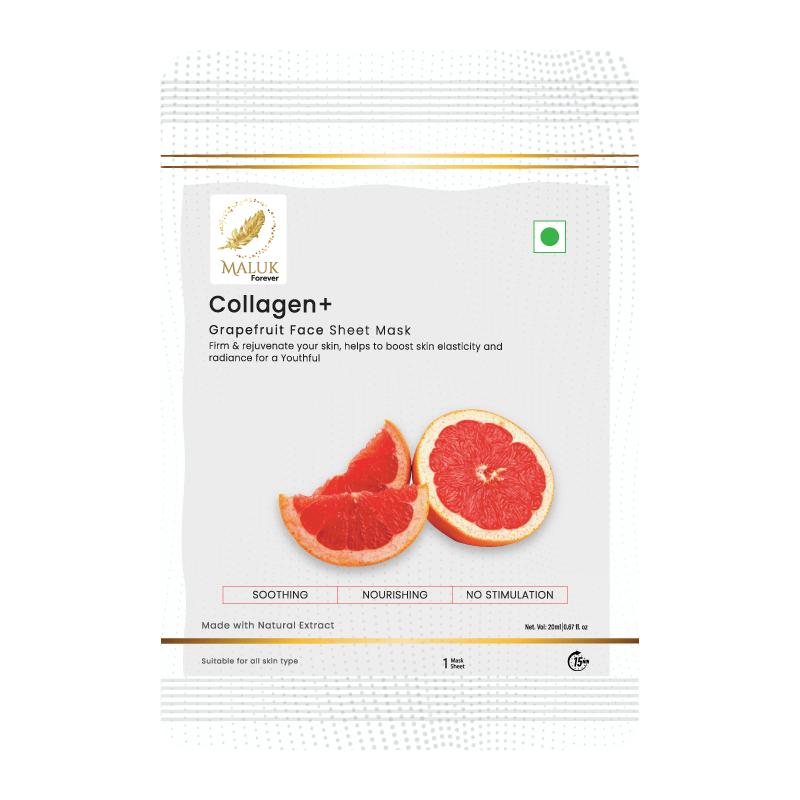 MALUK
Forever
Collagen+
Grapefruit Face Sheet Mask
Firm & rejuvenate your skin, helps to boost skin elasticity and
radiance for a Youthful
SOOTHING
NOURISHING
NO STIMULATION
Made with Natural Extract
Net. Vol: 20ml|0.67 fl. oz
Suitable for all skin type
1 Mask
Sheet
15 MIN